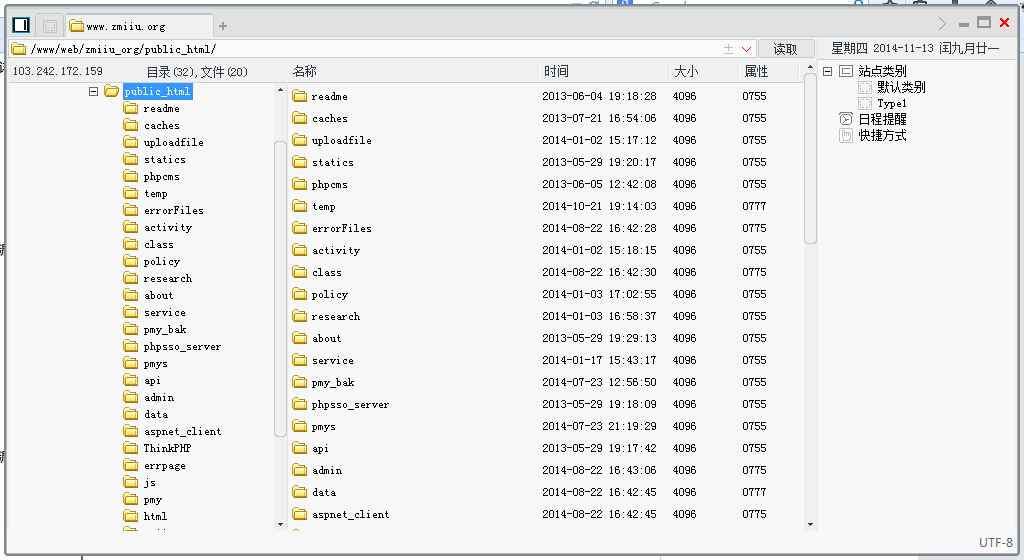 www.zmiiu.org
/www/web/zmiiu_org/public_html/
读取
星期四 2014-11-13 闰九月廿一
103.242.172.159
目录(32),文件(20)
名称 时间 大小 属性
public_html
readme
caches
uploadfile
statics
phpcms
temp
errorFiles
activity
class
policy
research
about
service
pmy_bak
phpsso_server
pmys
api
admin
data
aspnet_client
ThinkPHP
errpage
js
pmy
html
readme 2013-06-04 19:18:28 4096 0755
caches 2013-07-21 16:54:06 4096 0755
uploadfile 2014-01-02 15:17:12 4096 0755
statics 2013-05-29 19:20:17 4096 0755
phpcms 2013-06-05 12:42:08 4096 0755
temp 2014-10-21 19:14:03 4096 0777
errorFiles 2014-08-22 16:42:28 4096 0775
activity 2014-01-02 15:18:15 4096 0755
class 2014-08-22 16:42:30 4096 0775
policy 2014-01-03 17:02:55 4096 0755
research 2014-01-03 16:58:37 4096 0755
about 2013-05-29 19:29:13 4096 0755
service 2014-01-17 15:43:17 4096 0755
pmy_bak 2014-07-23 12:56:50 4096 0755
phpsso_server 2013-05-29 19:18:09 4096 0755
pmys 2014-07-23 21:19:29 4096 0755
api 2013-05-29 19:17:42 4096 0755
admin 2014-08-22 16:43:06 4096 0775
data 2014-08-22 16:42:45 4096 0777
aspnet_client 2014-08-22 16:42:45 4096 0775
站点类别
默认类别
Type1
日程提醒
快捷方式
UTF-8